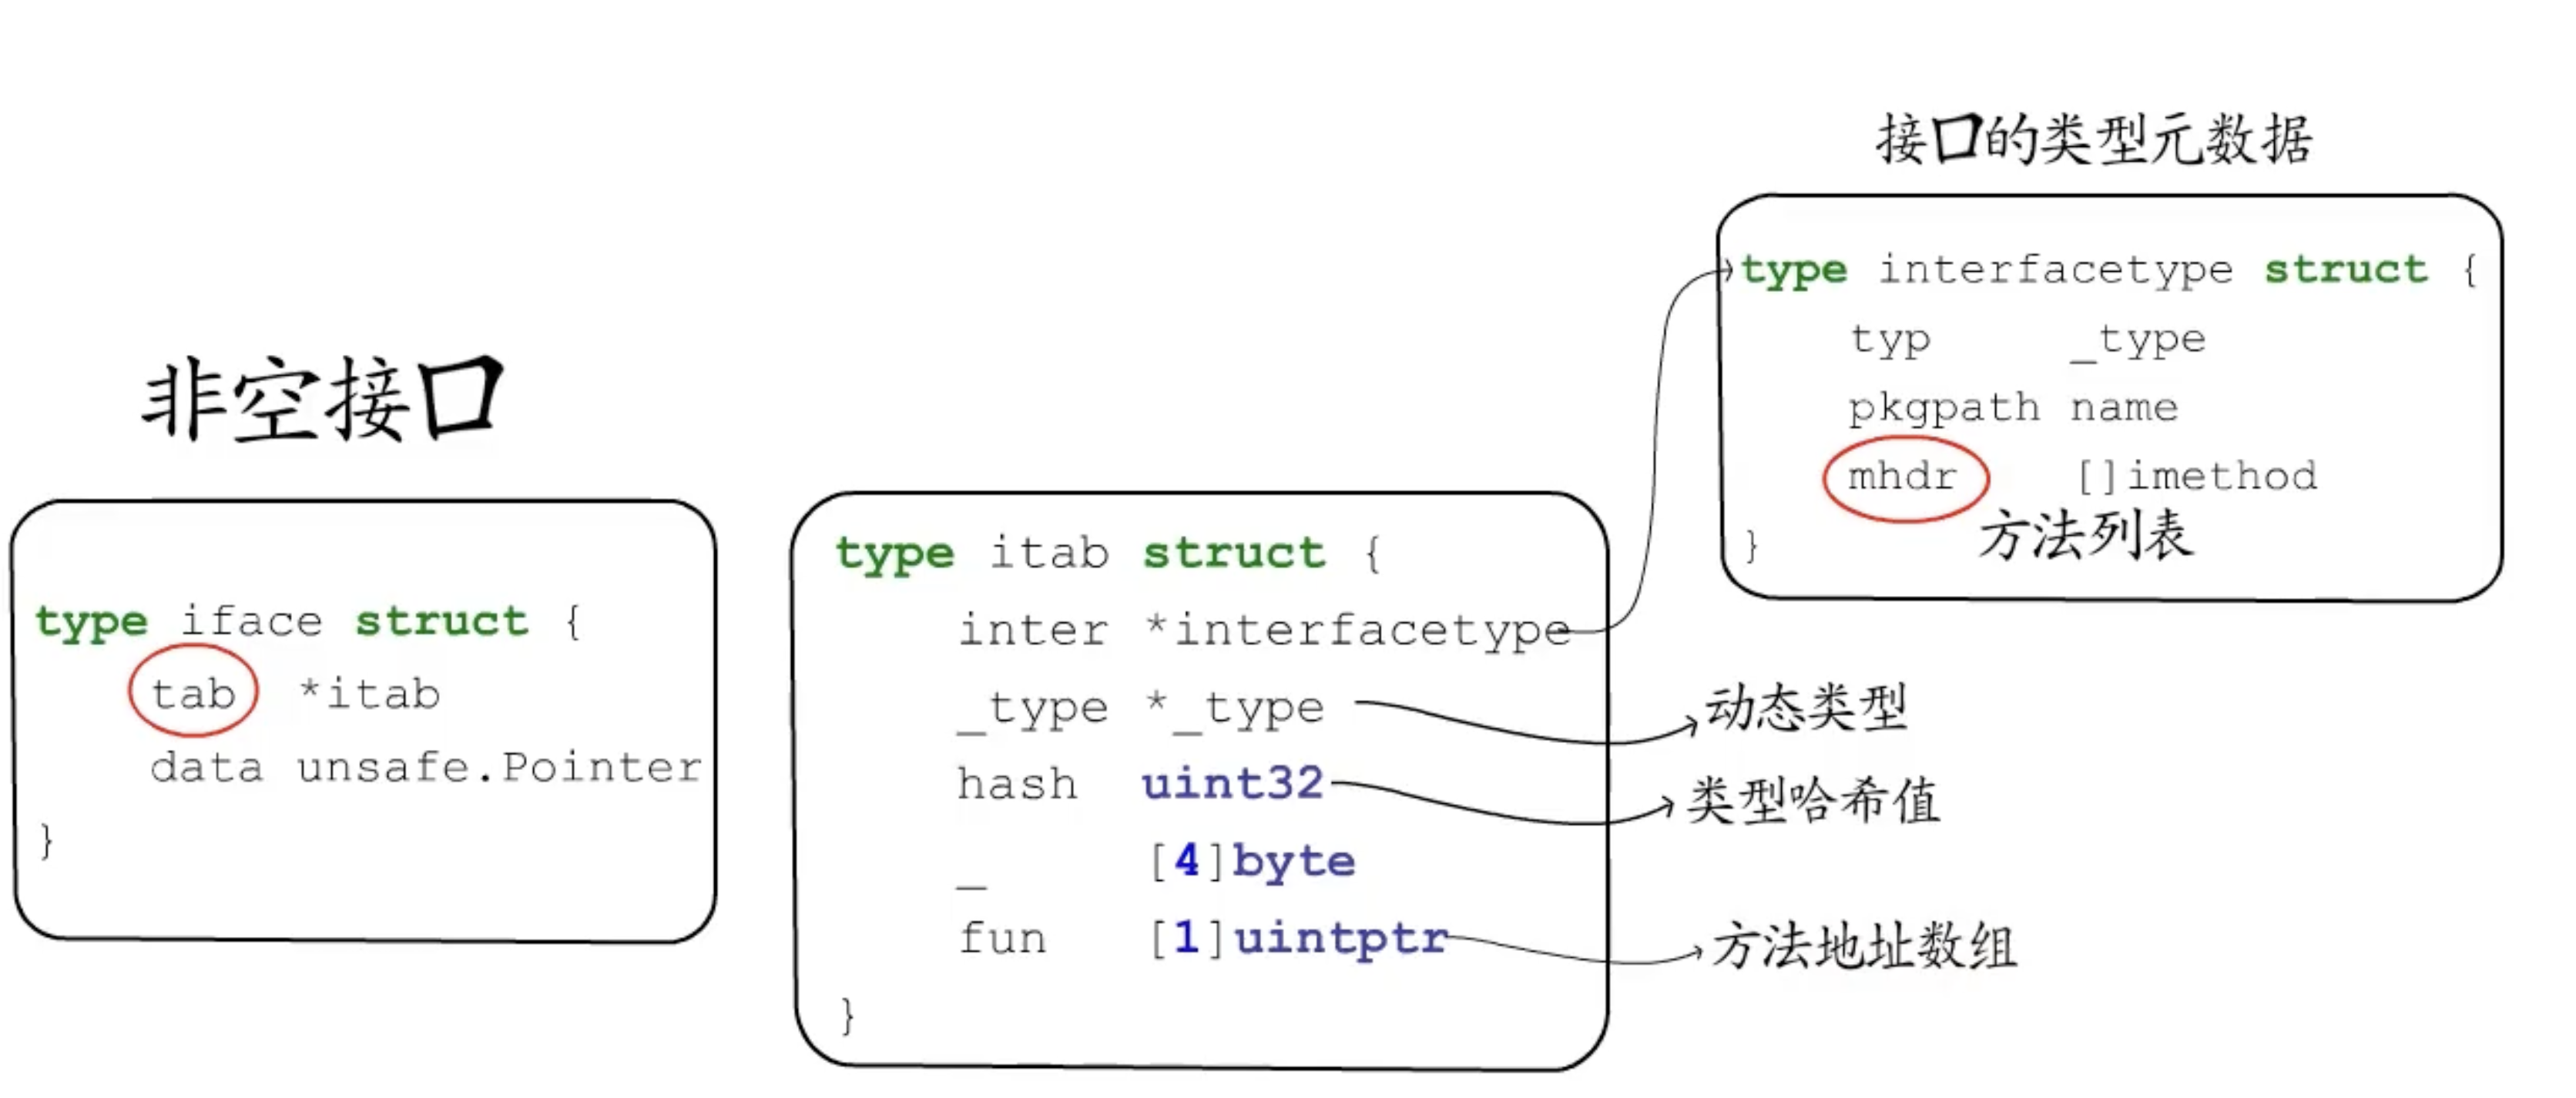 非空接口
type iface struct {
tab *itab
data unsafe.Pointer
}
type itab struct {
inter *interfacetype
_type *_type
hash uint32
_ [4]byte
fun [1]uintptr
}
接口的类型元数据
type interfacetype struct {
typ _type
pkgpath name
mhdr []imethod
方法列表
}
动态类型
类型哈希值
方法地址数组